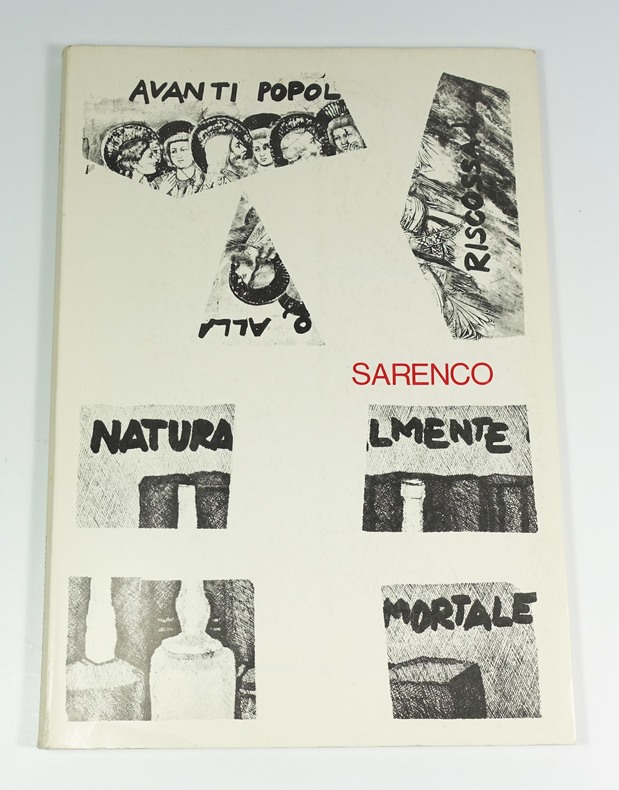 AVANTI POPOL
O ALLA
RISCOSSA
SARENCO
NATURA
LMENTE
MORTALE